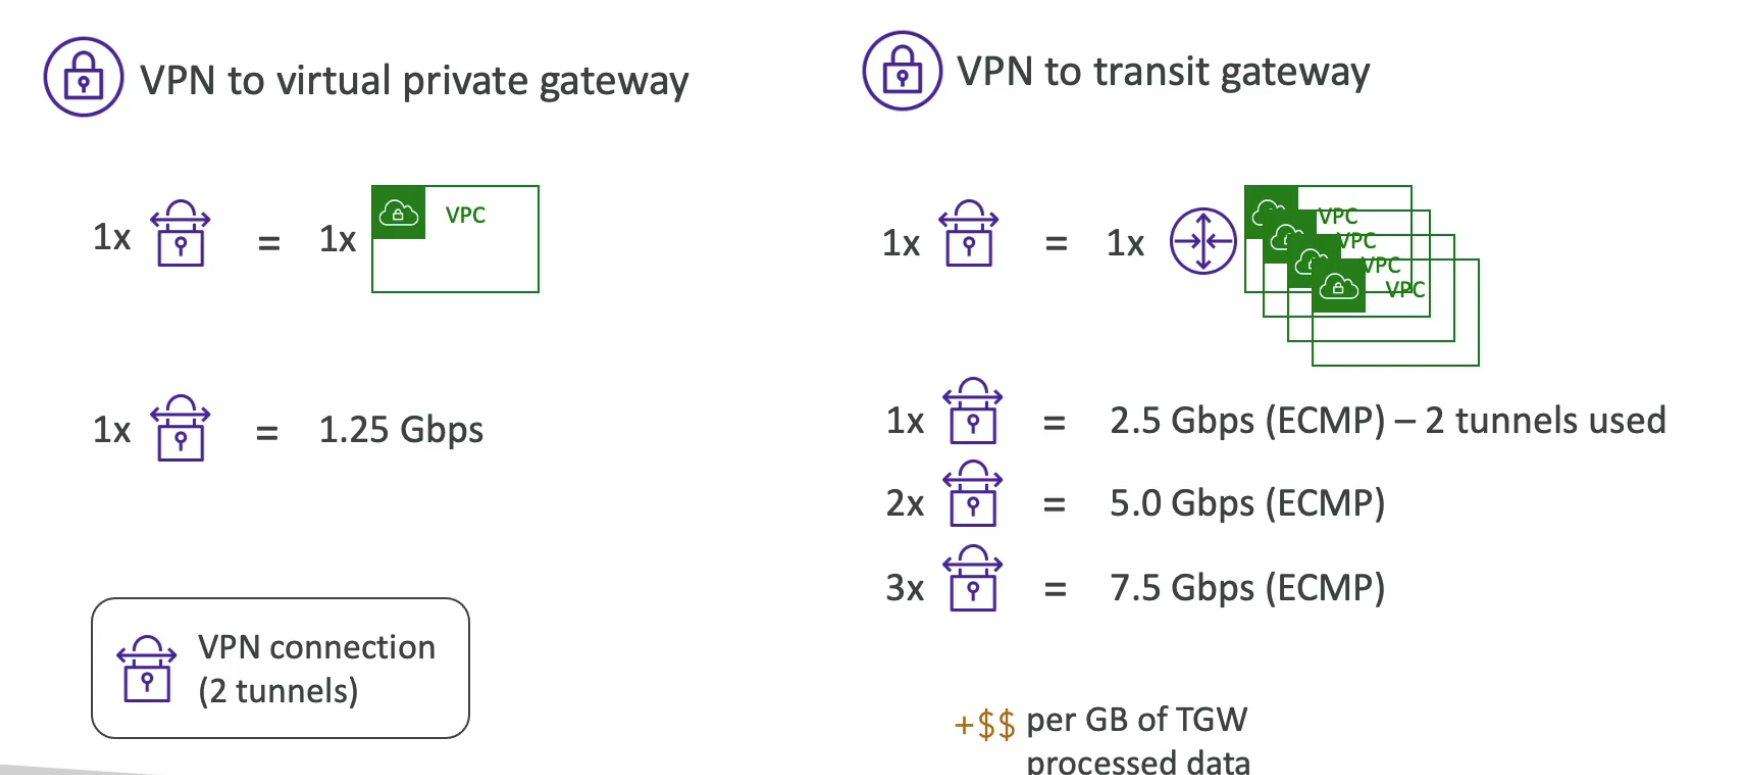 VPN to virtual private gateway
1x = 1x VPC
1x = 1.25 Gbps
VPN connection
(2 tunnels)
VPN to transit gateway
1x = 1x VPC
VPC
VPC
VPC
1x = 2.5 Gbps (ECMP) – 2 tunnels used
2x = 5.0 Gbps (ECMP)
3x = 7.5 Gbps (ECMP)
+$$ per GB of TGW
processed data